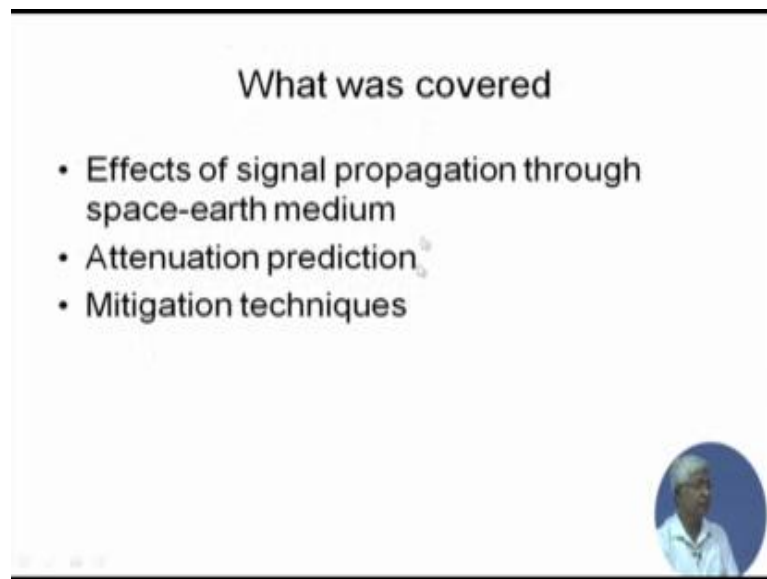 What was covered
• Effects of signal propagation through
space-earth medium
• Attenuation prediction
• Mitigation techniques